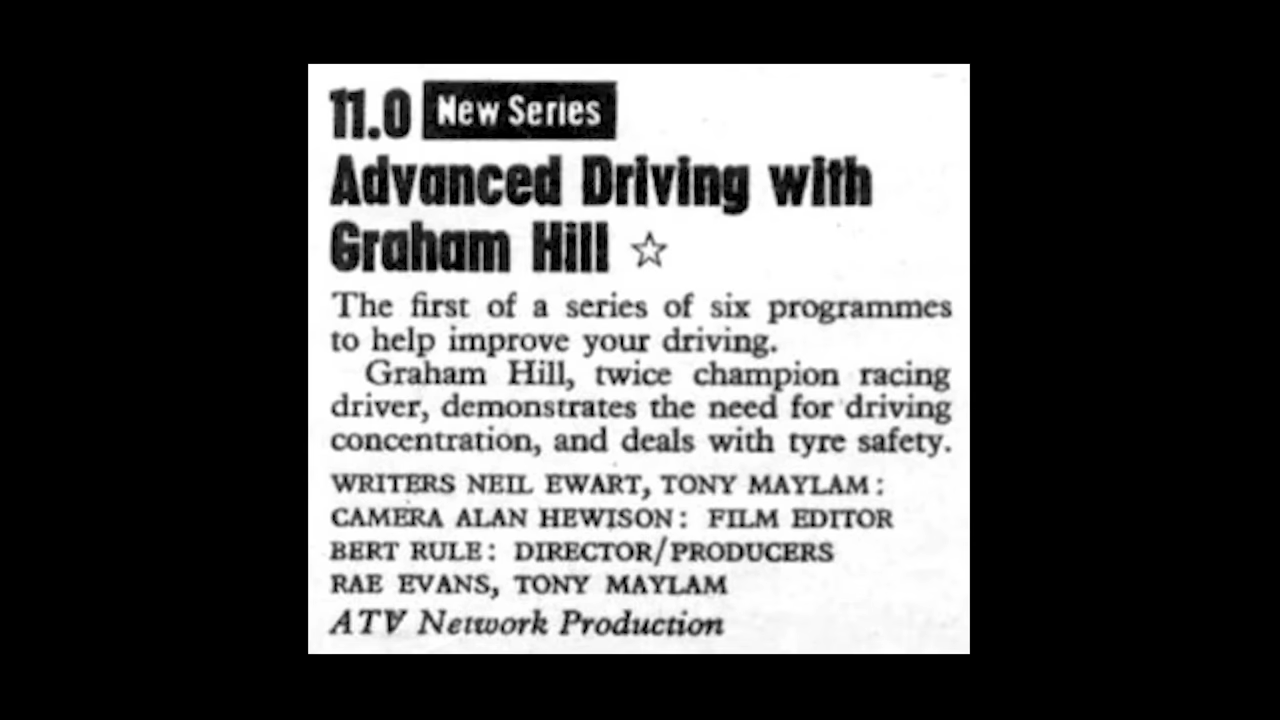 11.0 New Series
Advanced Driving with
Graham Hill ☆
The first of a series of six programmes
to help improve your driving.
Graham Hill, twice champion racing
driver, demonstrates the need for driving
concentration, and deals with tyre safety.
WRITERS NEIL EWART, TONY MAYLAM:
CAMERA ALAN HEWISON: FILM EDITOR
BERT RULE: DIRECTOR/PRODUCERS
RAE EVANS, TONY MAYLAM
ATV Network Production